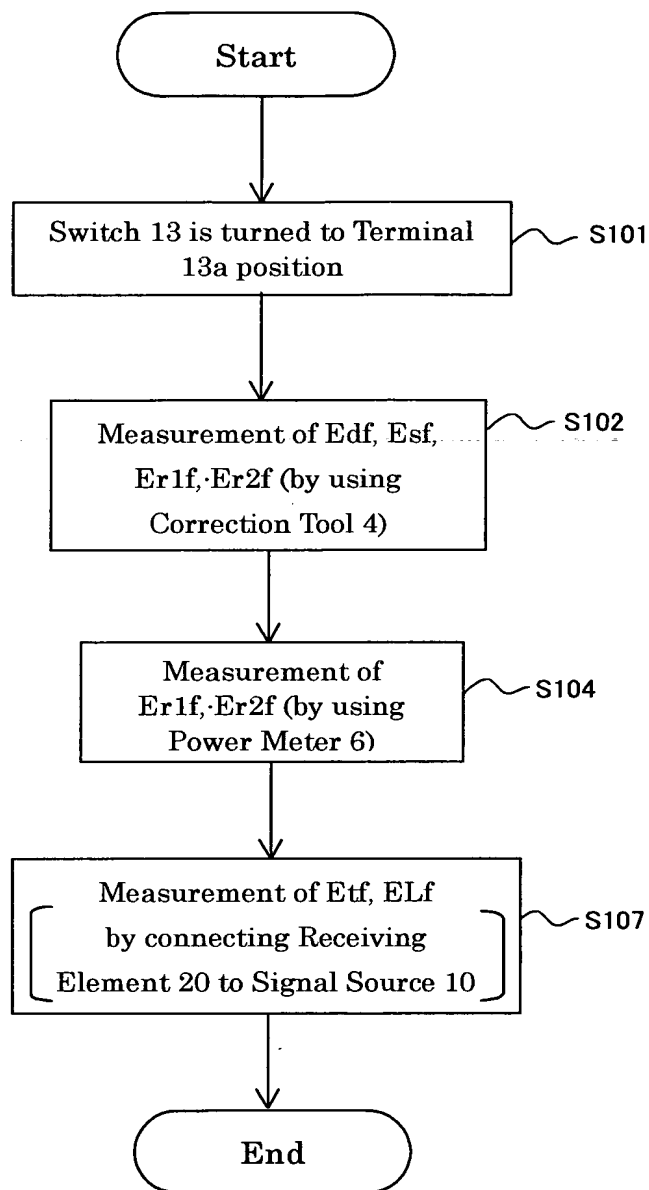 Start
Switch 13 is turned to Terminal
13a position
S101
Measurement of Edf, Esf,
Er1f,·Er2f (by using
Correction Tool 4)
S102
Measurement of
Er1f,·Er2f (by using
Power Meter 6)
S104
Measurement of Etf, ELf
by connecting Receiving
Element 20 to Signal Source 10
S107
End